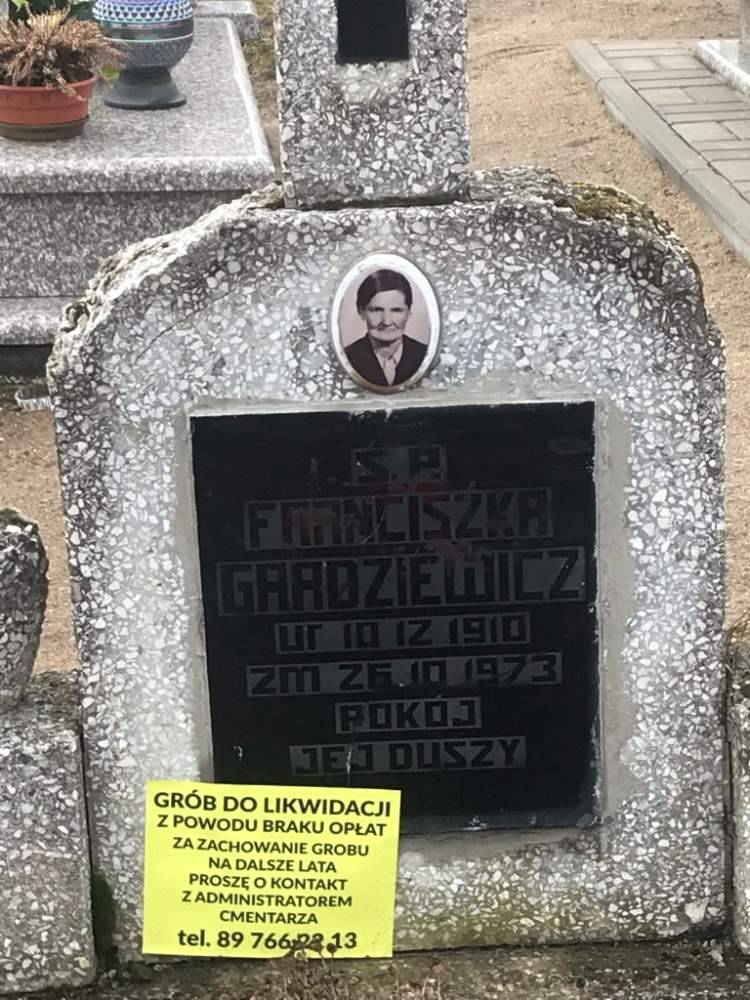 Ś P
FRANCISZKA
GARDZIEWICZ
UR 10 12 1910
ZM 26 10 1973
POKÓJ
JEJ DUSZY
GRÓB DO LIKWIDACJI
Z POWODU BRAKU OPŁAT
ZA ZACHOWANIE GROBU
NA DALSZE LATA
PROSZĘ O KONTAKT
Z ADMINISTRATOREM
CMENTARZA
tel. 89 766 13